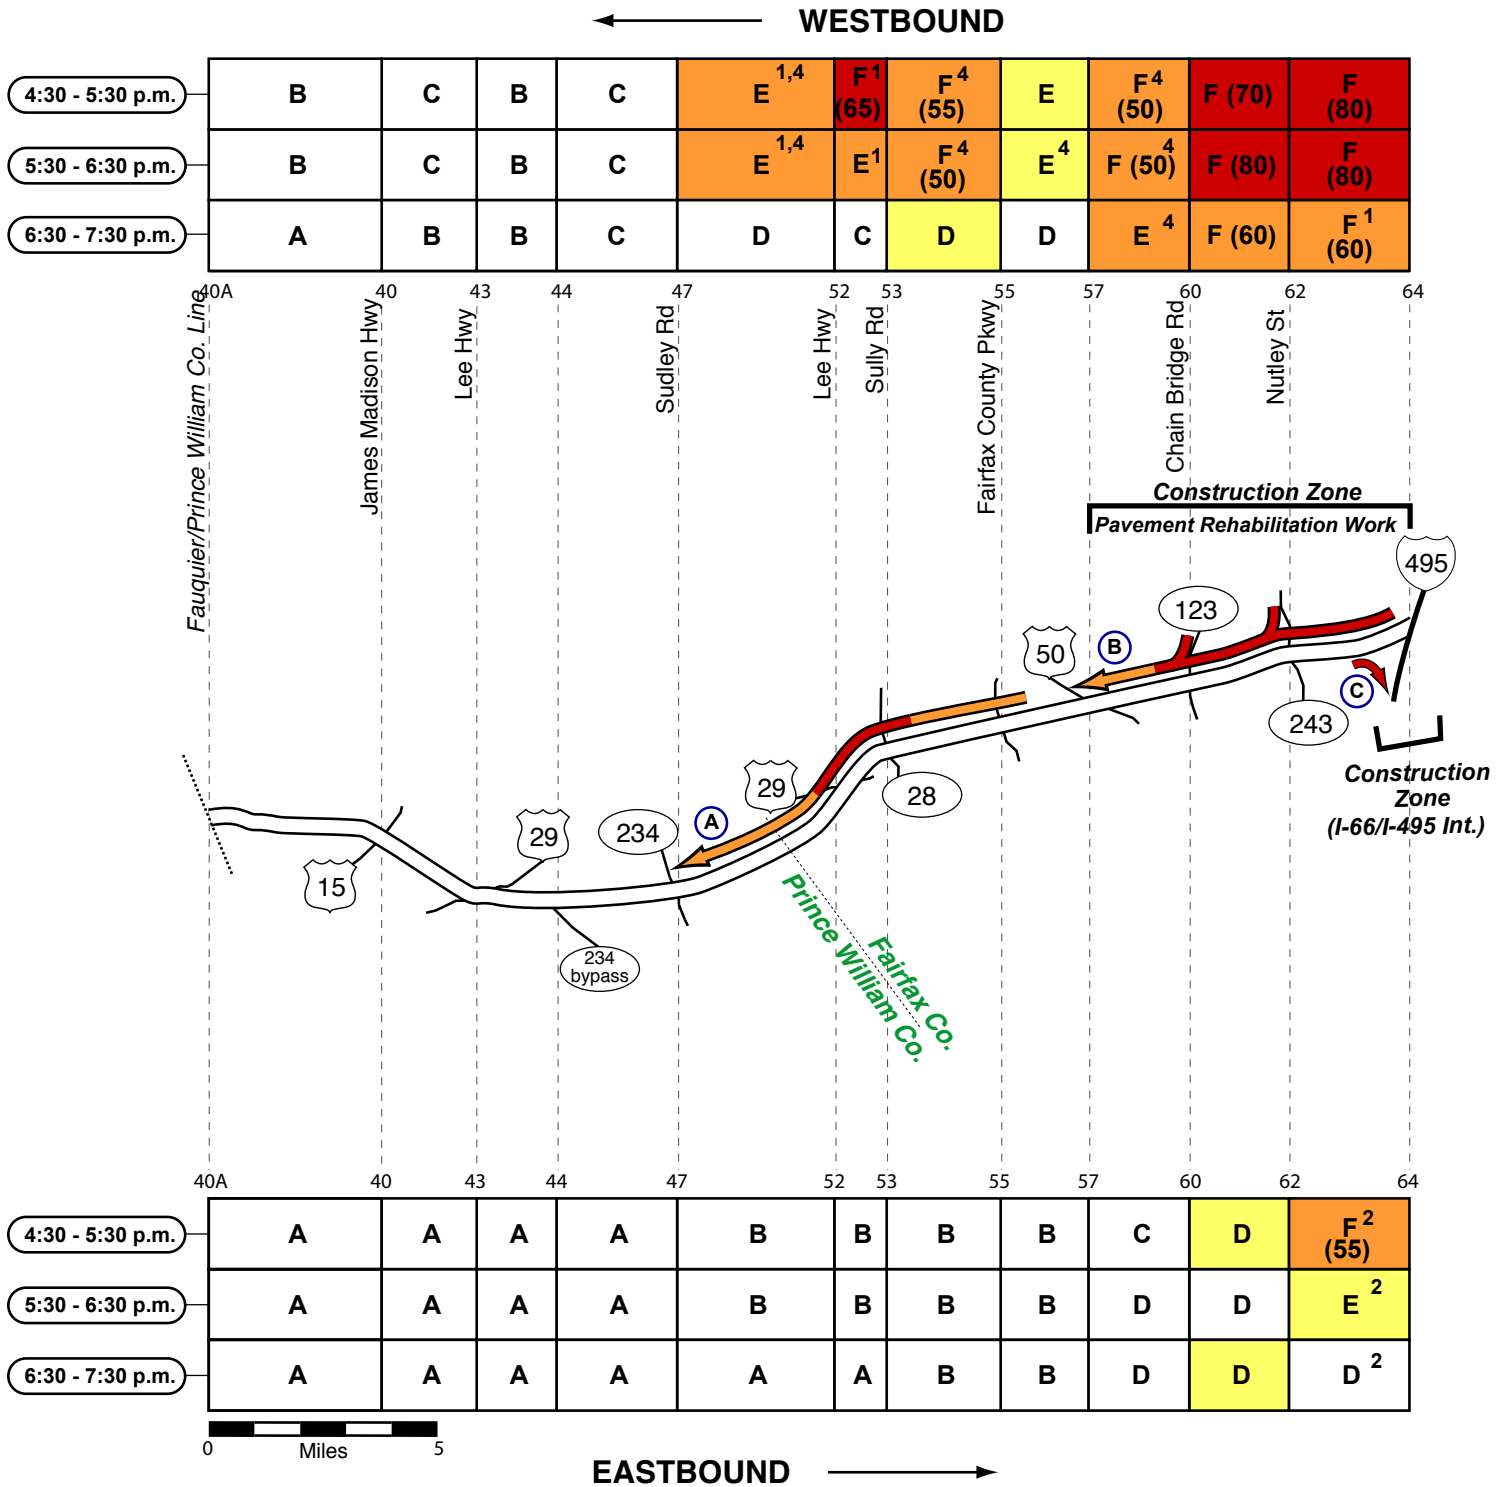 WESTBOUND
4:30 - 5:30 p.m. B C B C E 1,4 F 1 (65) F 4 (55) E F 4 (50) F (70) F (80)
5:30 - 6:30 p.m. B C B C E 1,4 E 1 F 4 (50) E 4 F (50) 4 F (80) F (80)
6:30 - 7:30 p.m. A B B C D C D D E 4 F (60) F 1 (60)
40A 40 43 44 47 52 53 55 57 60 62 64
Fauquier/Prince William Co. Line
James Madison Hwy
Lee Hwy
Sudley Rd
Lee Hwy
Sully Rd
Fairfax County Pkwy
Chain Bridge Rd
Nutley St
Construction Zone
Pavement Rehabilitation Work
495
123
50
B
C
243
Construction
Zone
(I-66/I-495 Int.)
29
28
A
234
29
15
234
bypass
Prince William Co.
Fairfax Co.
40A 40 43 44 47 52 53 55 57 60 62 64
4:30 - 5:30 p.m. A A A A B B B B C D F 2 (55)
5:30 - 6:30 p.m. A A A A B B B B D D E 2
6:30 - 7:30 p.m. A A A A A A B B D D D 2
0 Miles 5
EASTBOUND